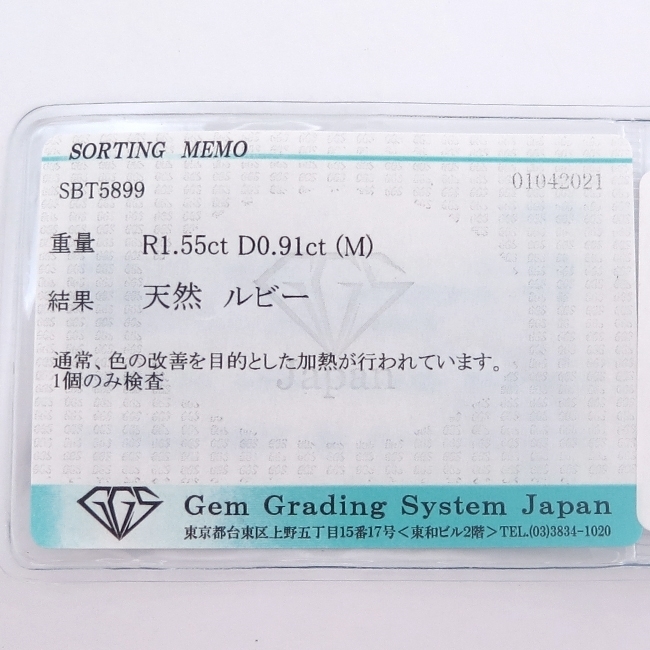 SORTING MEMO
SBT5899
01042021
重量 R1.55ct D0.91ct (M)
結果 天然 ルビー
通常、色の改善を目的とした加熱が行われています。
1個のみ検査
GGS
Japan
GGS Gem Grading System Japan
東京都台東区上野五丁目15番17号<東和ビル2階>TEL.(03)3834-1020